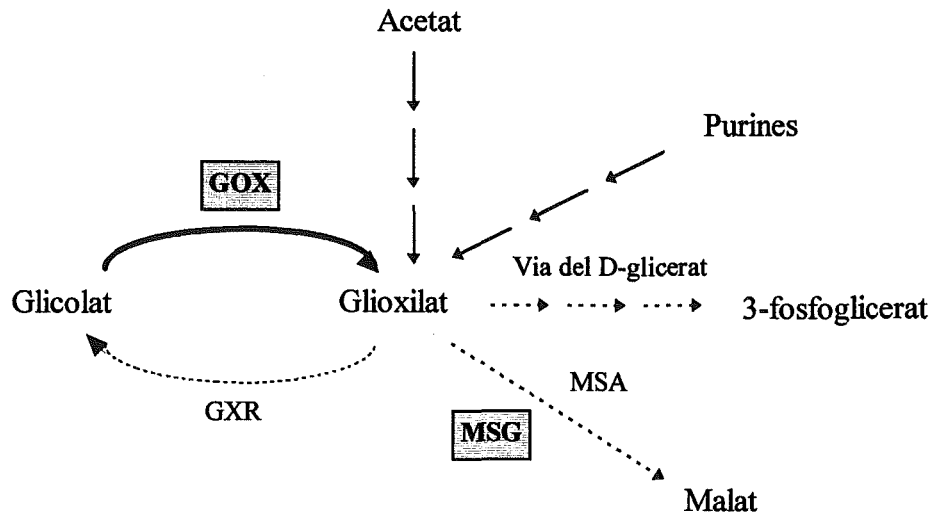 Acetat
Purines
GOX
Via del D-glicerat
Glicolat
Glioxilat
3-fosfoglicerat
GXR
MSA
MSG
Malat